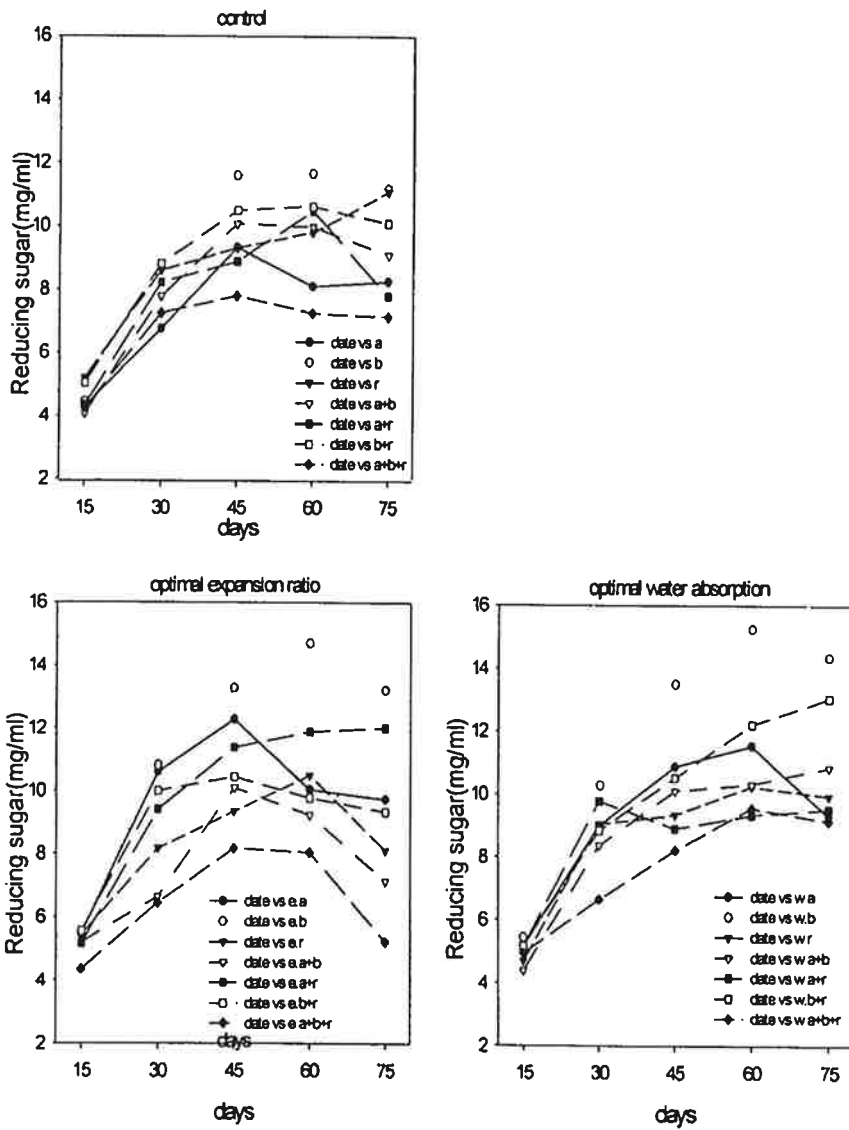 control
16
14
12
10
8
6
4
2
Reducing sugar(mg/ml)
date vs a
date vs b
date vs r
date vs a+b
date vs a+r
date vs b+r
date vs a+b+r
15 30 45 60 75
days
optimal expansion ratio
16
14
12
10
8
6
4
2
Reducing sugar(mg/ml)
date vs e.a
date vs e.b
date vs e.r
date vs e.a+b
date vs e.a+r
date vs e.b+r
date vs e.a+b+r
days
15 30 45 60 75
days
optimal water absorption
16
14
12
10
8
6
4
2
Reducing sugar(mg/ml)
date vs w.a
date vs w.b
date vs w.r
date vs w.a+b
date vs w.a+r
date vs w.b+r
date vs w.a+b+r
15 30 45 60 75
days